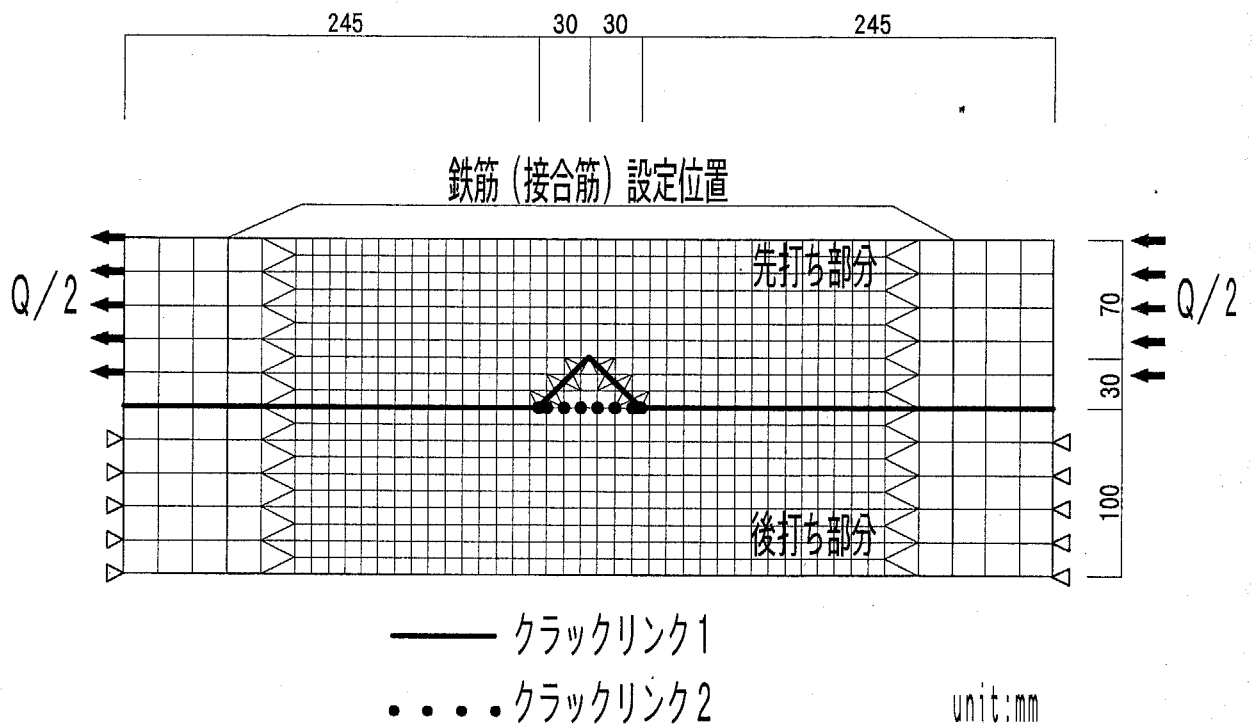 245 30 30 245
鉄筋（接合筋）設定位置
先打ち部分
Q/2
Q/2
70
30
100
後打ち部分
クラックリンク1
クラックリンク2
unit:mm